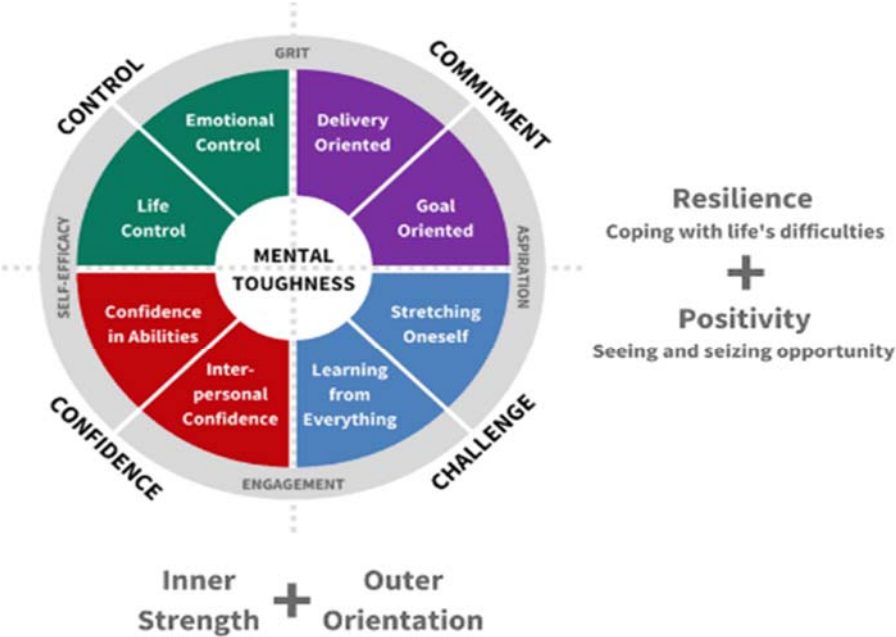 GRIT
CONTROL
COMMITMENT
Emotional
Control
Delivery
Oriented
Life
Control
Goal
Oriented
SELF-EFFICACY
ASPIRATION
MENTAL
TOUGHNESS
Confidence
in Abilities
Stretching
Oneself
Inter-
personal
Confidence
Learning
from
Everything
CONFIDENCE
CHALLENGE
ENGAGEMENT
Resilience
Coping with life's difficulties
+
Positivity
Seeing and seizing opportunity
Inner
Strength
+
Outer
Orientation